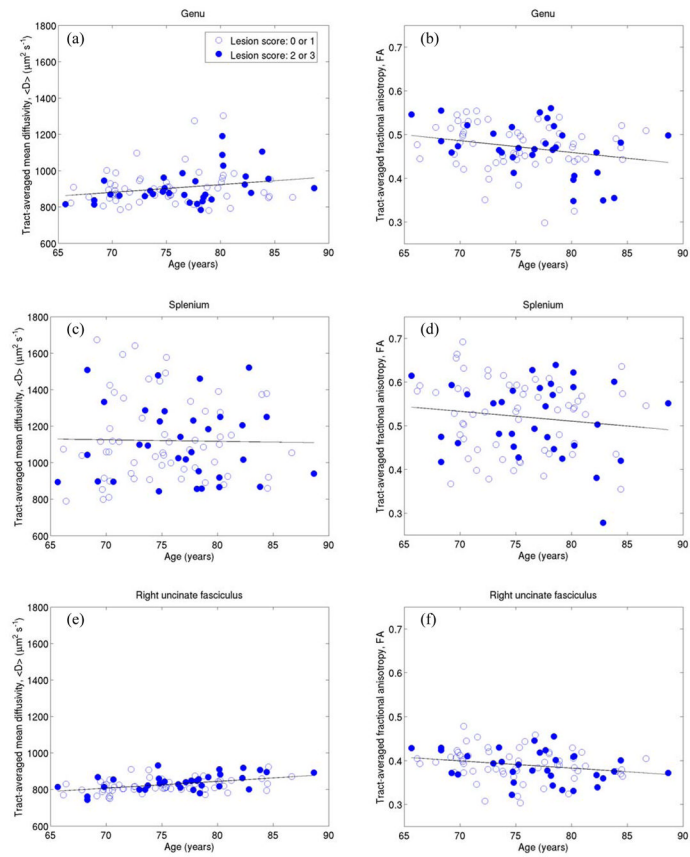 Genu
(a)
Lesion score: 0 or 1
Lesion score: 2 or 3
Tract-averaged mean diffusivity, <D> (μm² s⁻¹)
1800
1600
1400
1200
1000
800
600
65 70 75 80 85 90
Age (years)
Genu
(b)
Tract-averaged fractional anisotropy, FA
0.7
0.6
0.5
0.4
0.3
65 70 75 80 85 90
Age (years)
Splenium
(c)
Tract-averaged mean diffusivity, <D> (μm² s⁻¹)
1800
1600
1400
1200
1000
800
600
65 70 75 80 85 90
Age (years)
Splenium
(d)
Tract-averaged fractional anisotropy, FA
0.7
0.6
0.5
0.4
0.3
65 70 75 80 85 90
Age (years)
Right uncinate fasciculus
(e)
Tract-averaged mean diffusivity, <D> (μm² s⁻¹)
1800
1600
1400
1200
1000
800
600
65 70 75 80 85 90
Age (years)
Right uncinate fasciculus
(f)
Tract-averaged fractional anisotropy, FA
0.7
0.6
0.5
0.4
0.3
65 70 75 80 85 90
Age (years)